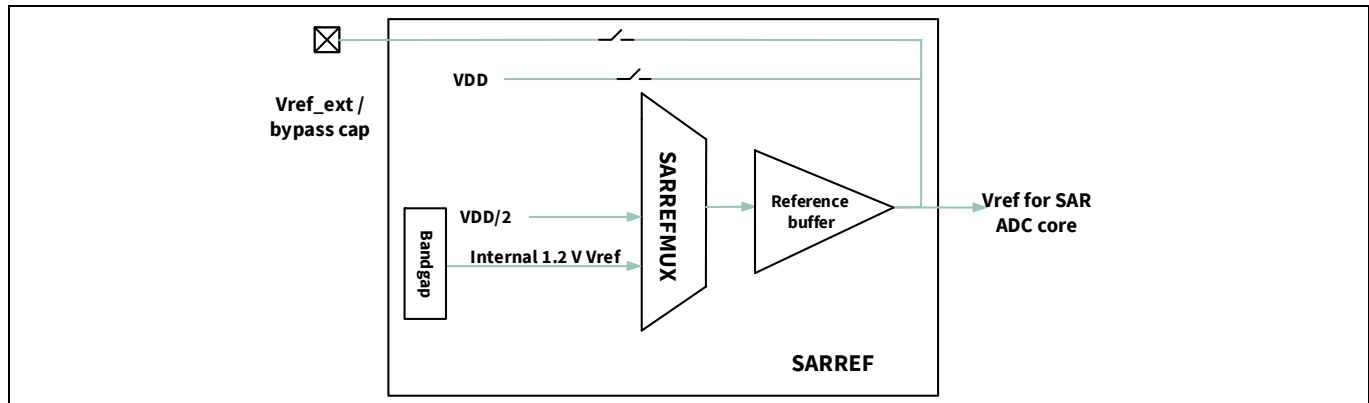 VDD
Vref_ext /
bypass cap
SARREFMUX
Reference
buffer
Vref for SAR
ADC core
VDD/2
Bandgap
Internal 1.2 V Vref
SARREF